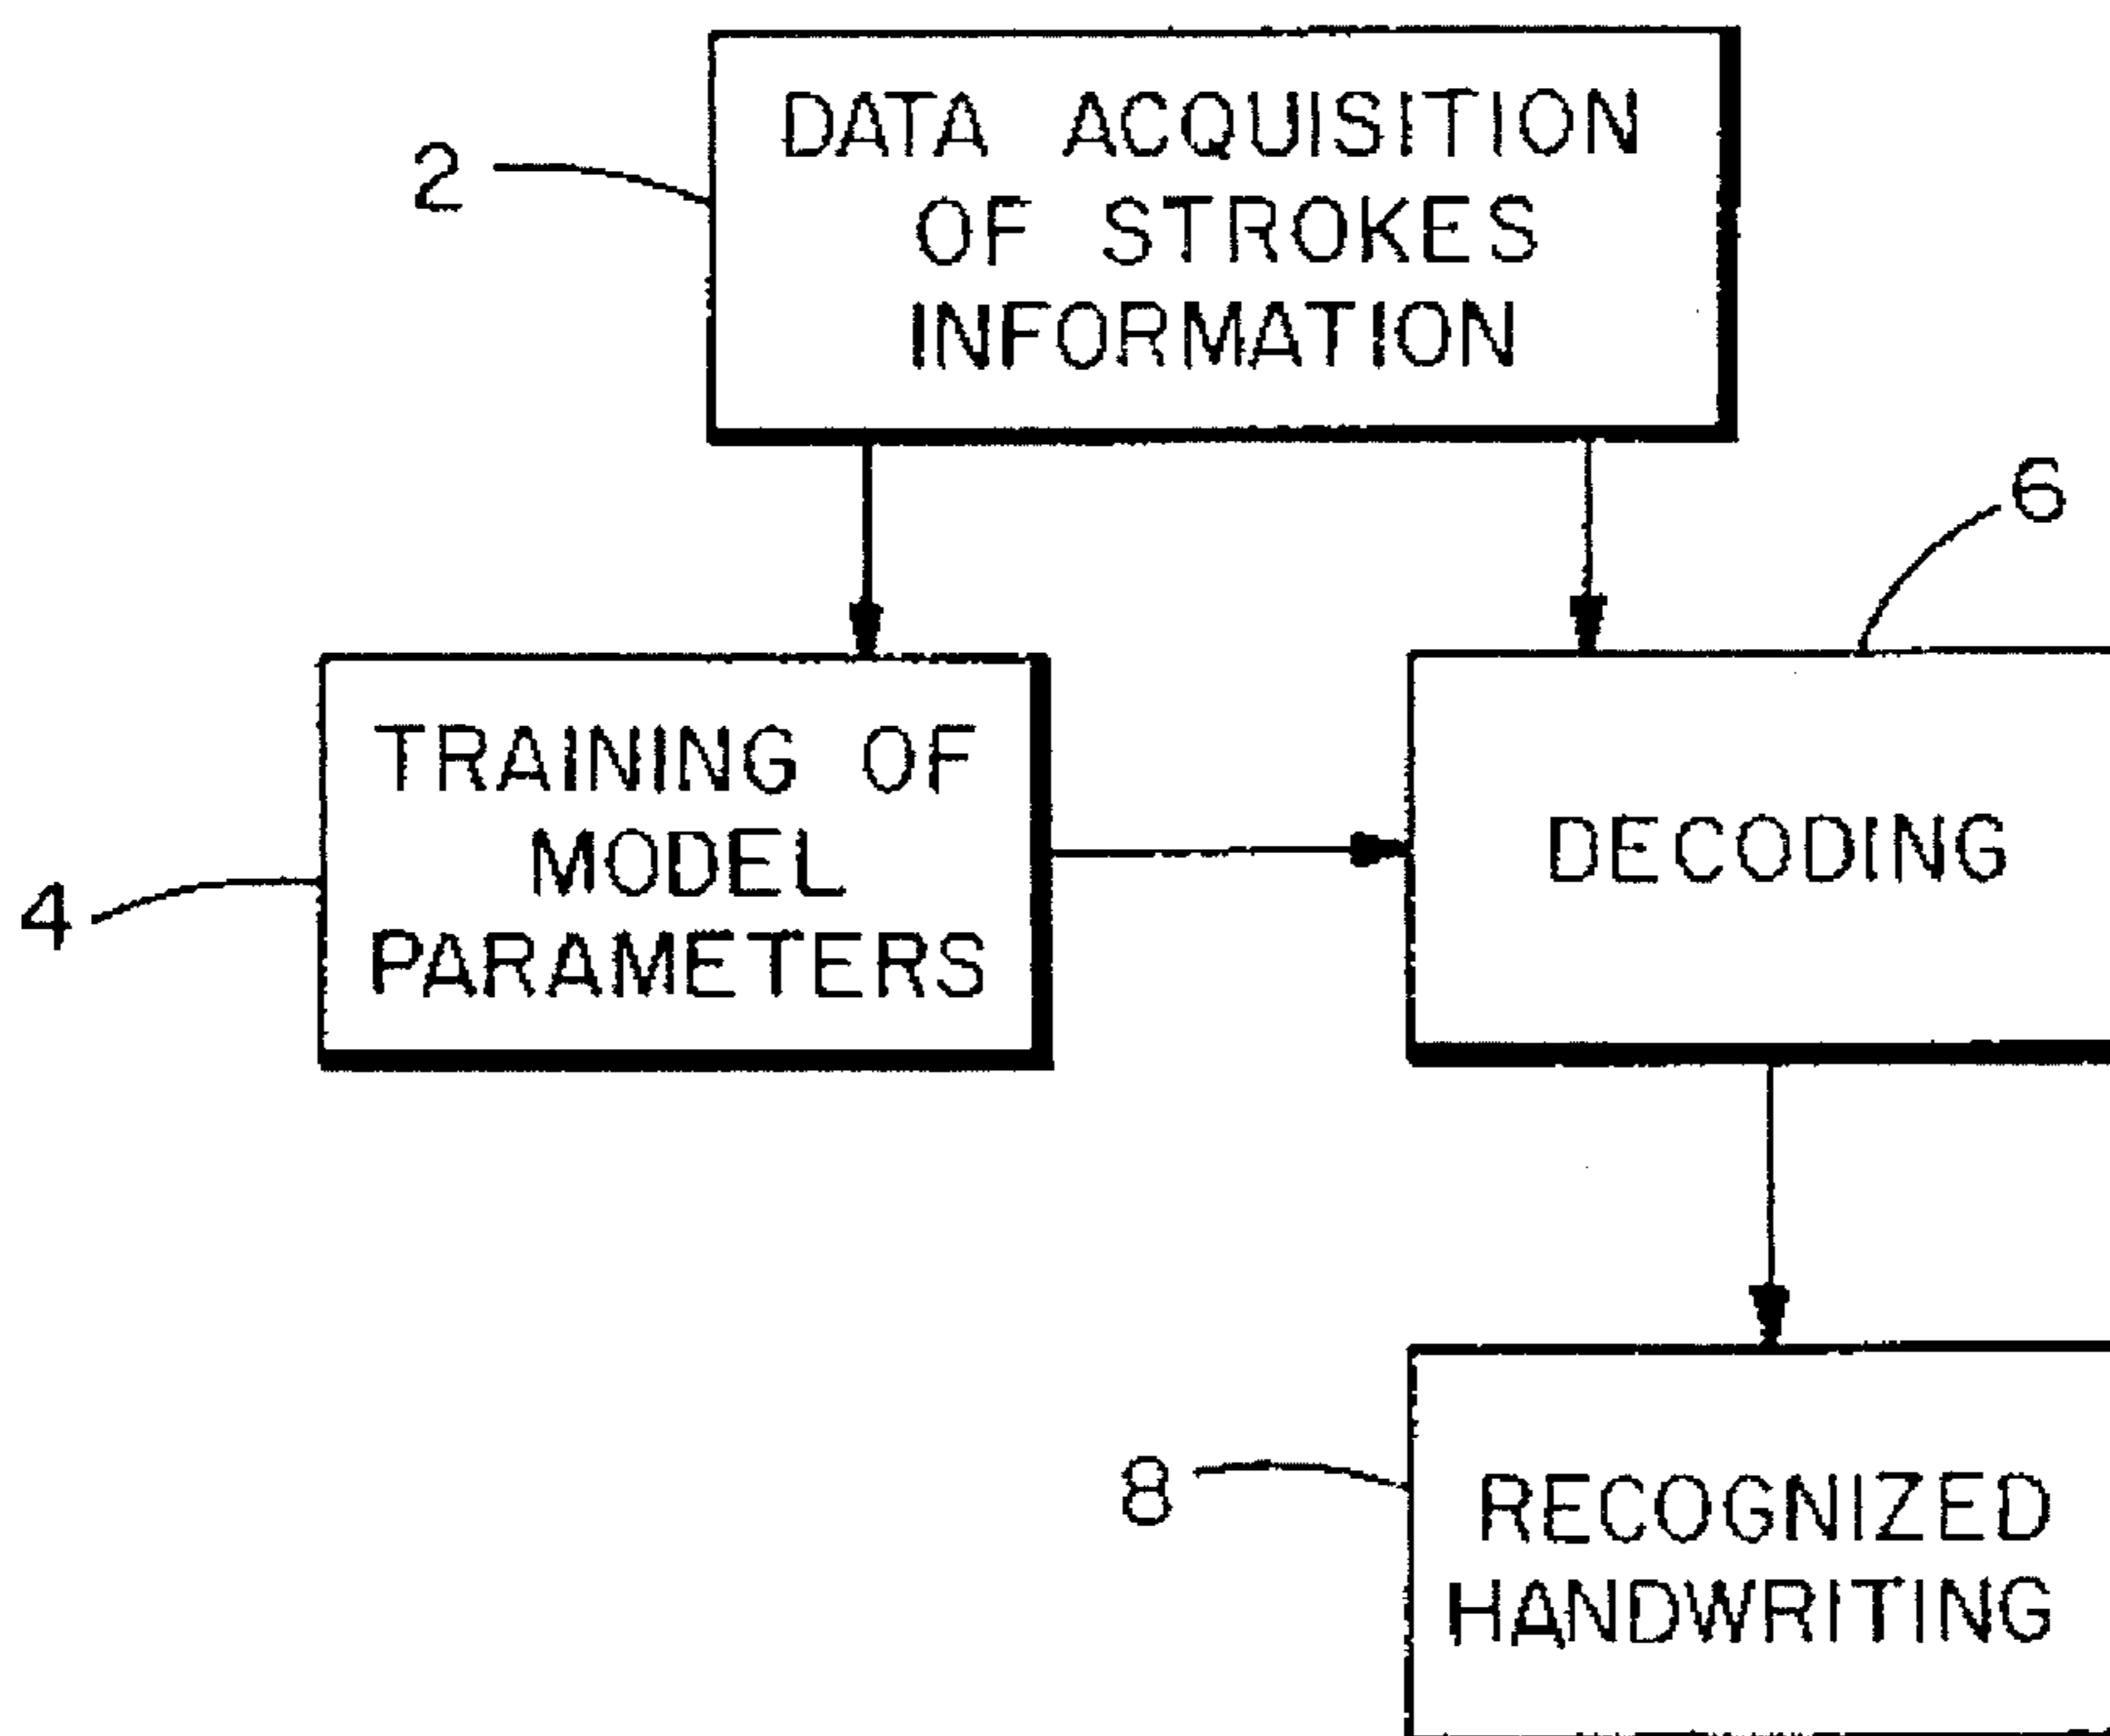 DATA ACQUISITION
OF STROKES
INFORMATION
2
6
TRAINING OF
MODEL
PARAMETERS
4
DECODING
8
RECOGNIZED
HANDWRITING